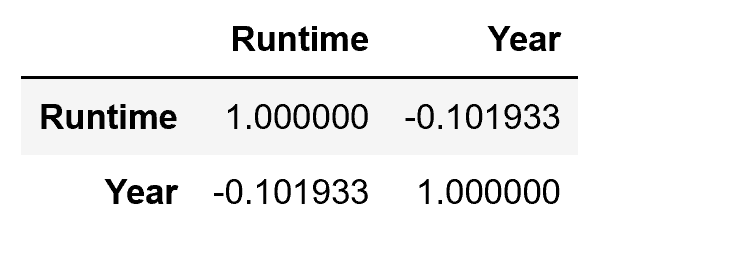 Runtime Year
Runtime 1.000000 -0.101933
Year -0.101933 1.000000